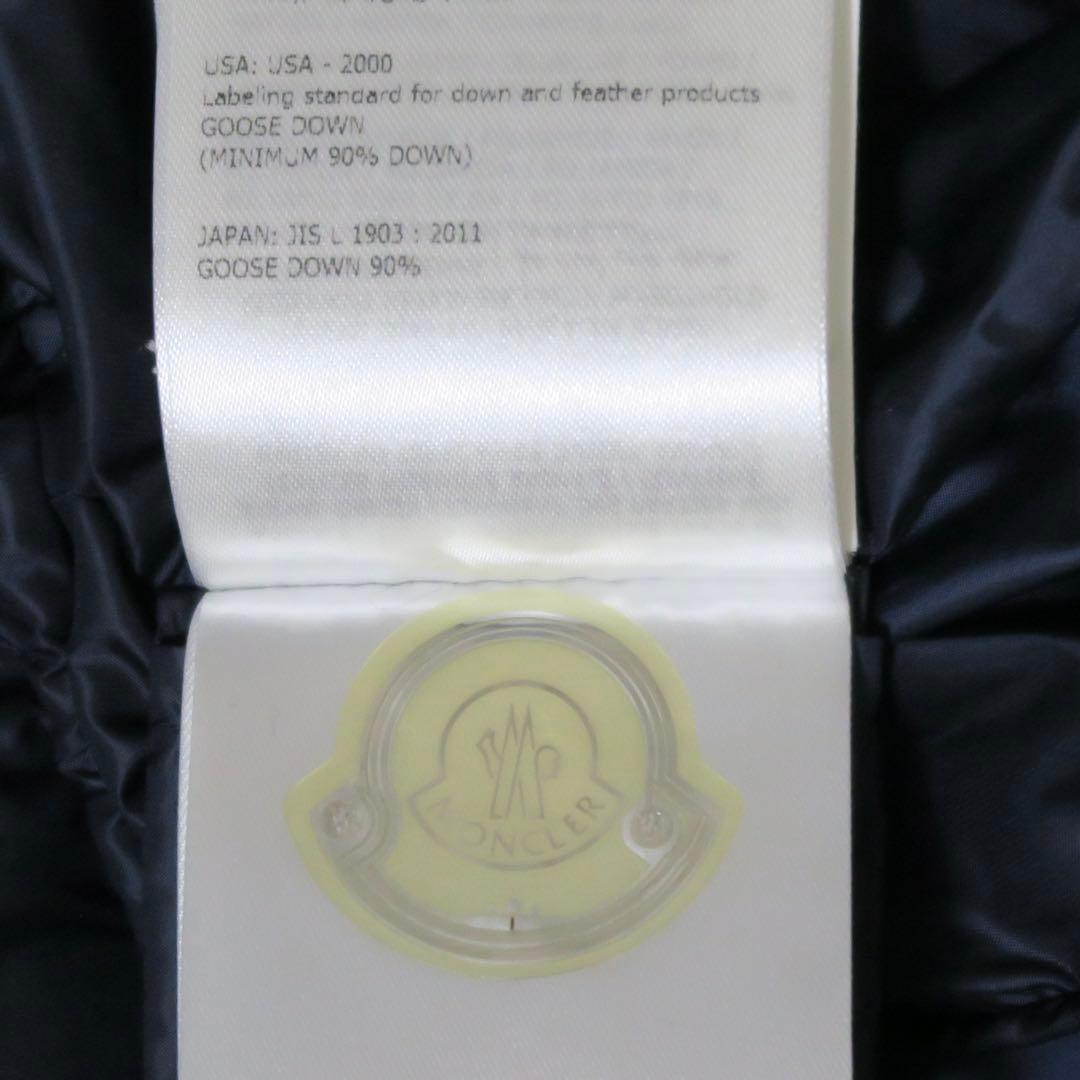 USA: USA - 2000
Labeling standard for down and feather products
GOOSE DOWN
(MINIMUM 90% DOWN)
JAPAN: JIS L 1903 : 2011
GOOSE DOWN 90%
MONCLER